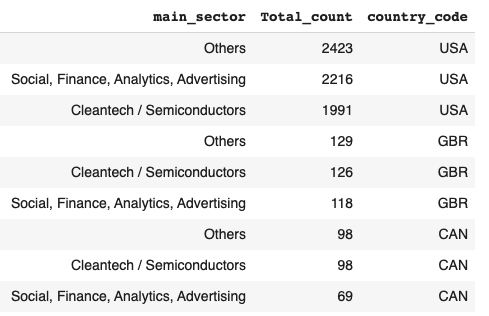 main_sector Total_count country_code
Others 2423 USA
Social, Finance, Analytics, Advertising 2216 USA
Cleantech / Semiconductors 1991 USA
Others 129 GBR
Cleantech / Semiconductors 126 GBR
Social, Finance, Analytics, Advertising 118 GBR
Others 98 CAN
Cleantech / Semiconductors 98 CAN
Social, Finance, Analytics, Advertising 69 CAN